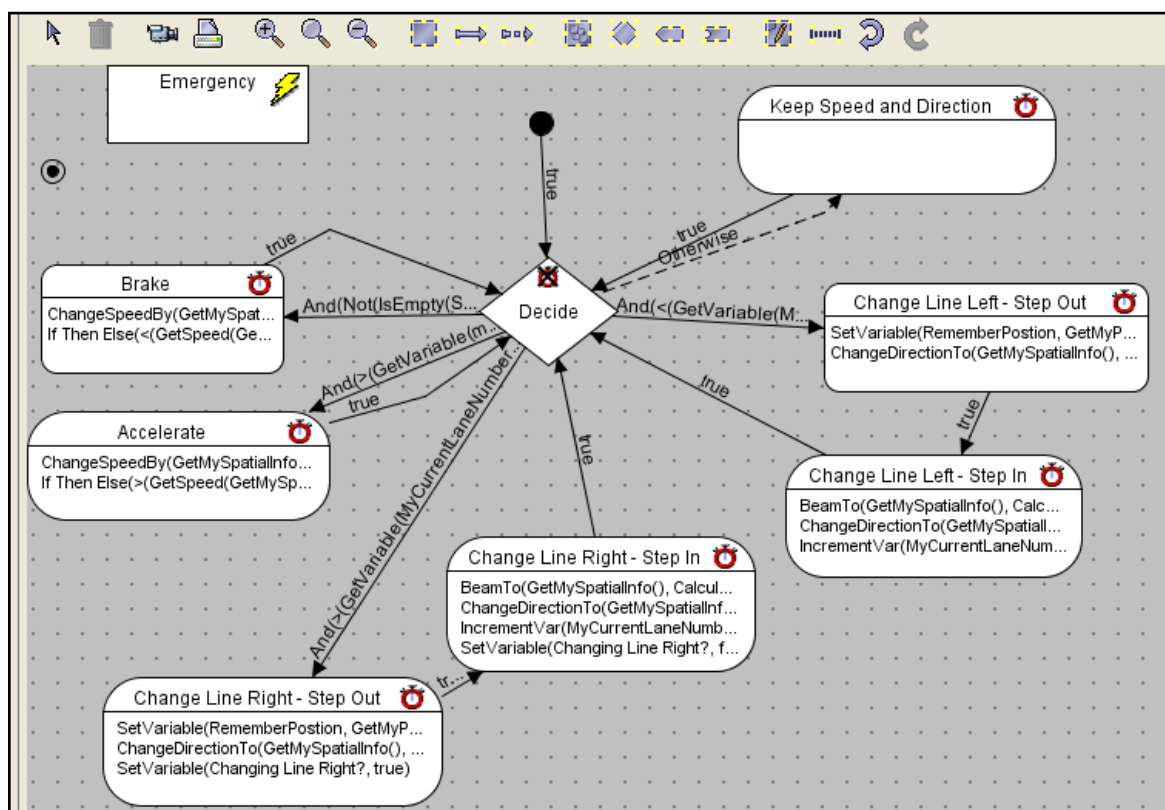 Emergency
Keep Speed and Direction
true
true
Otherwise
true
Brake
ChangeSpeedBy(GetMySpat...
If Then Else(<(GetSpeed(Ge...
And(Not(IsEmpty(S...
Decide
And(<(GetVariable(M...
Change Line Left - Step Out
SetVariable(RememberPostion, GetMyP...
ChangeDirectionTo(GetMySpatialInfo(), ...
And(>(GetVariable(m...
true
true
true
Accelerate
ChangeSpeedBy(GetMySpatialInfo...
If Then Else(>(GetSpeed(GetMySp...
And(>(GetVariable(MyCurrentLaneNumber...
true
Change Line Left - Step In
BeamTo(GetMySpatialInfo(), Calc...
ChangeDirectionTo(GetMySpatialI...
IncrementVar(MyCurrentLaneNum...
Change Line Right - Step In
BeamTo(GetMySpatialInfo(), Calcul...
ChangeDirectionTo(GetMySpatialInf...
IncrementVar(MyCurrentLaneNumb...
SetVariable(Changing Line Right?, f...
tr...
Change Line Right - Step Out
SetVariable(RememberPostion, GetMyP...
ChangeDirectionTo(GetMySpatialInfo(), ...
SetVariable(Changing Line Right?, true)